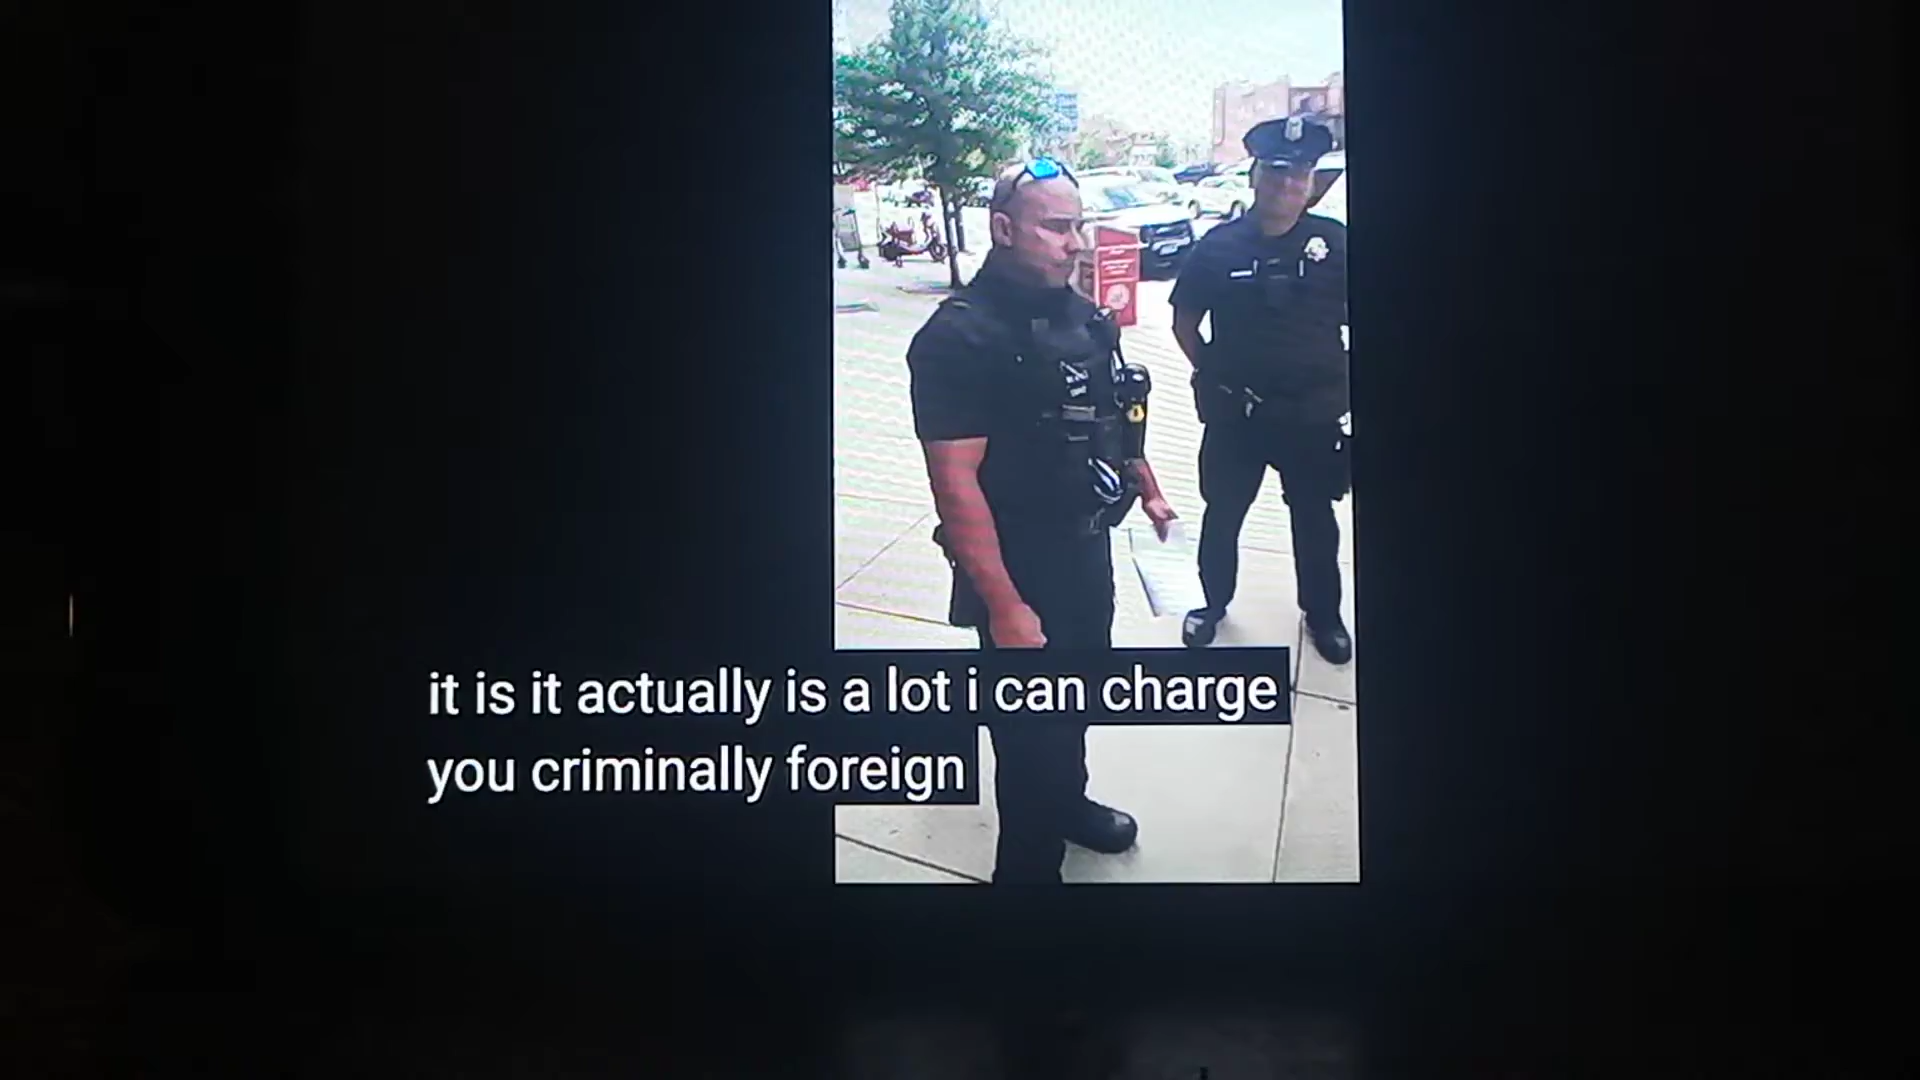 it is it actually is a lot i can charge
you criminally foreign